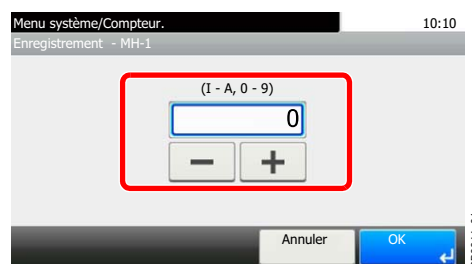 Menu système/Compteur. 10:10
Enregistrement - MH-1
(I - A, 0 - 9)
0
Annuler
OK